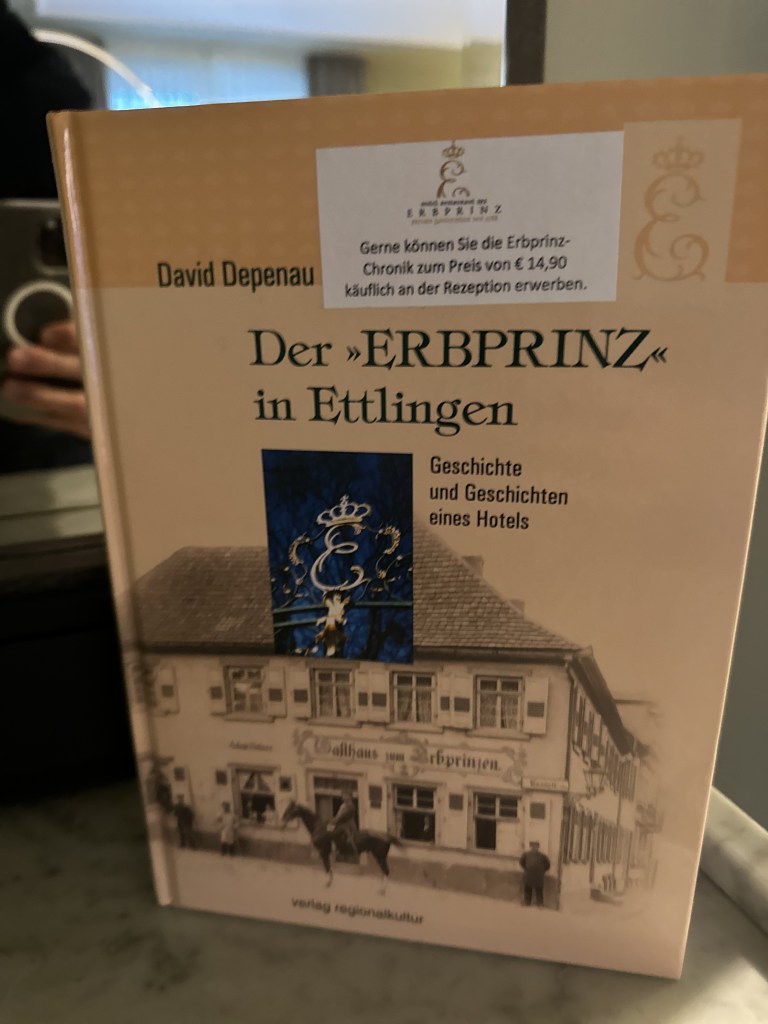 ERBPRINZ
Gerne können Sie die Erbprinz-
Chronik zum Preis von € 14,90
käuflich an der Rezeption erwerben.
David Depenau
Der »ERBPRINZ«
in Ettlingen
Geschichte
und Geschichten
eines Hotels
E
Gasthaus zum Erbprinzen.
verlag regionalkultur